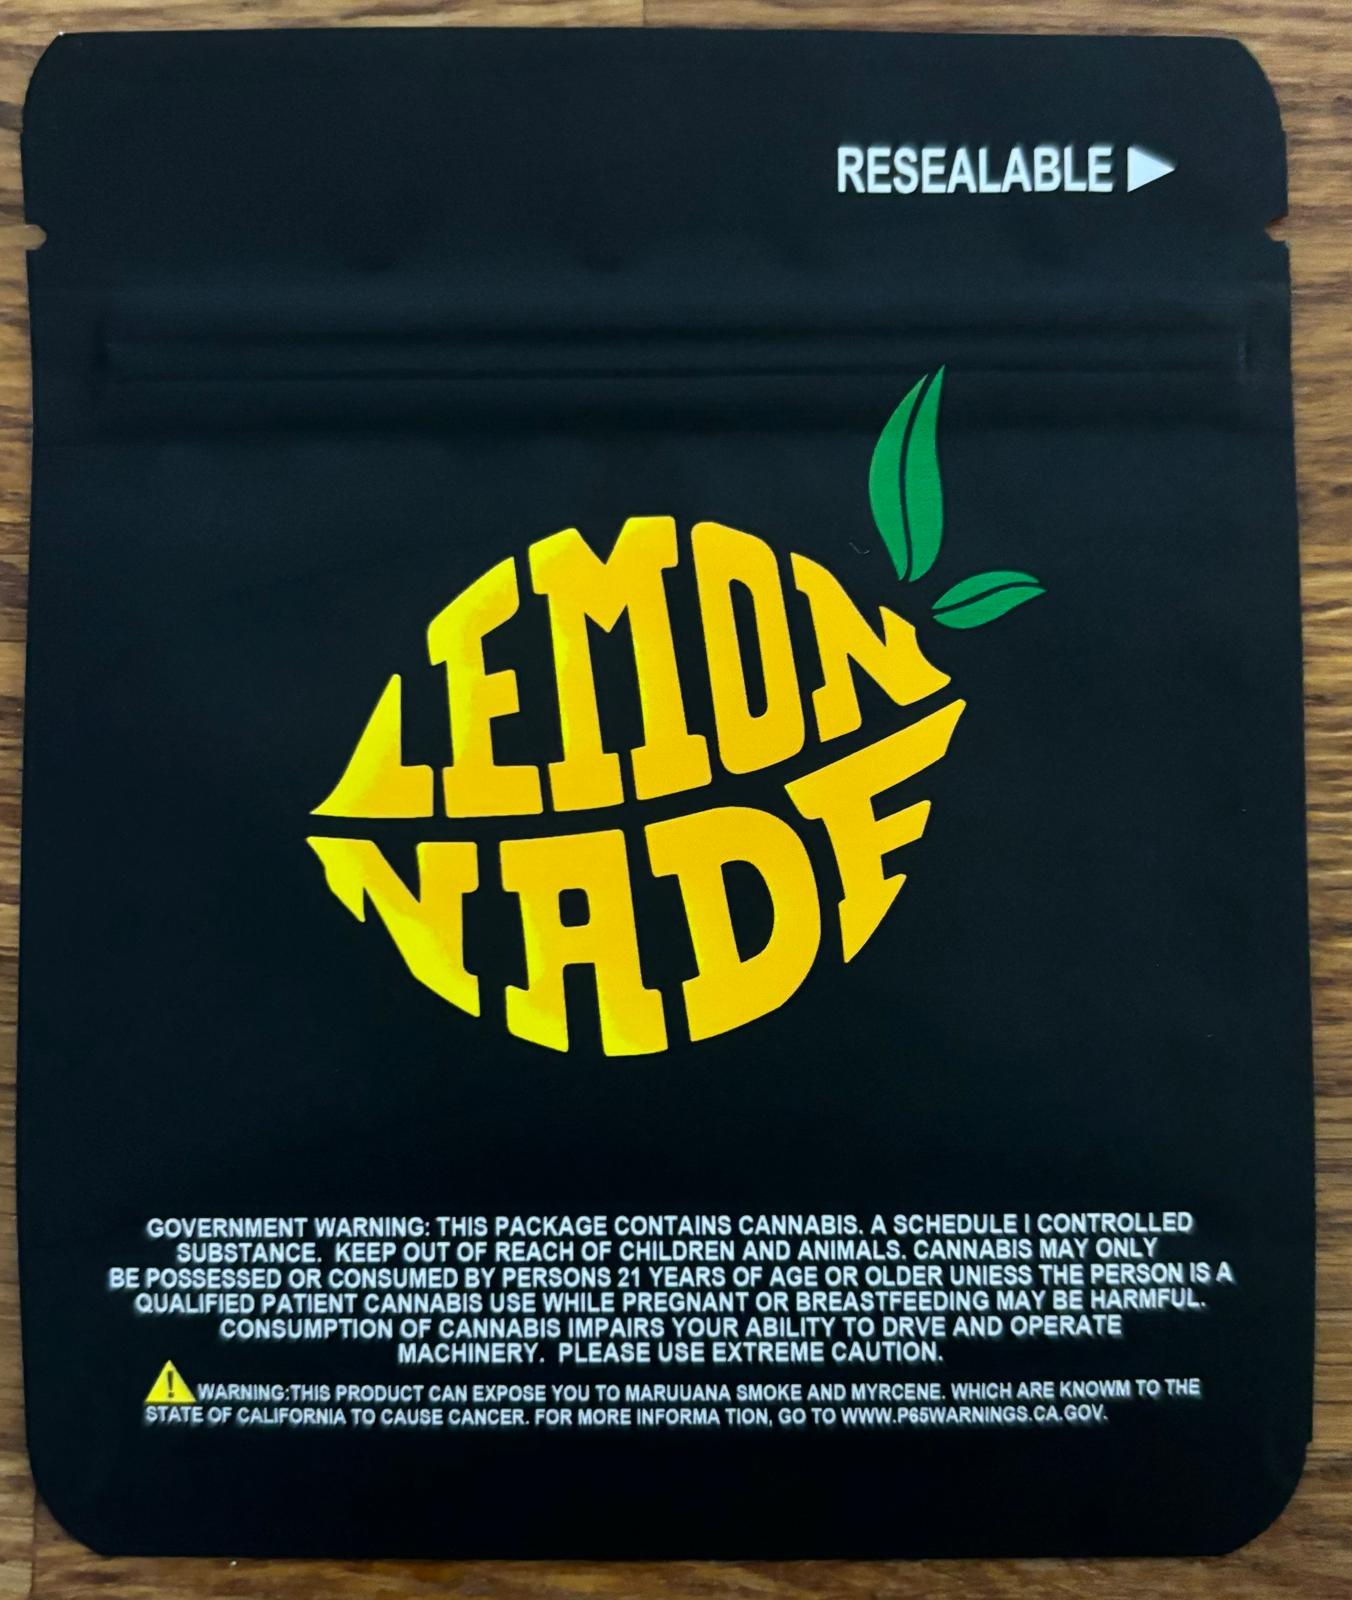 RESEALABLE
LEMON
NADE
GOVERNMENT WARNING: THIS PACKAGE CONTAINS CANNABIS. A SCHEDULE I CONTROLLED
SUBSTANCE. KEEP OUT OF REACH OF CHILDREN AND ANIMALS. CANNABIS MAY ONLY
BE POSSESSED OR CONSUMED BY PERSONS 21 YEARS OF AGE OR OLDER UNIESS THE PERSON IS A
QUALIFIED PATIENT CANNABIS USE WHILE PREGNANT OR BREASTFEEDING MAY BE HARMFUL.
CONSUMPTION OF CANNABIS IMPAIRS YOUR ABILITY TO DRVE AND OPERATE
MACHINERY. PLEASE USE EXTREME CAUTION.
WARNING:THIS PRODUCT CAN EXPOSE YOU TO MARUUANA SMOKE AND MYRCENE. WHICH ARE KNOWM TO THE
STATE OF CALIFORNIA TO CAUSE CANCER. FOR MORE INFORMA TION, GO TO WWW.P65WARNINGS.CA.GOV.